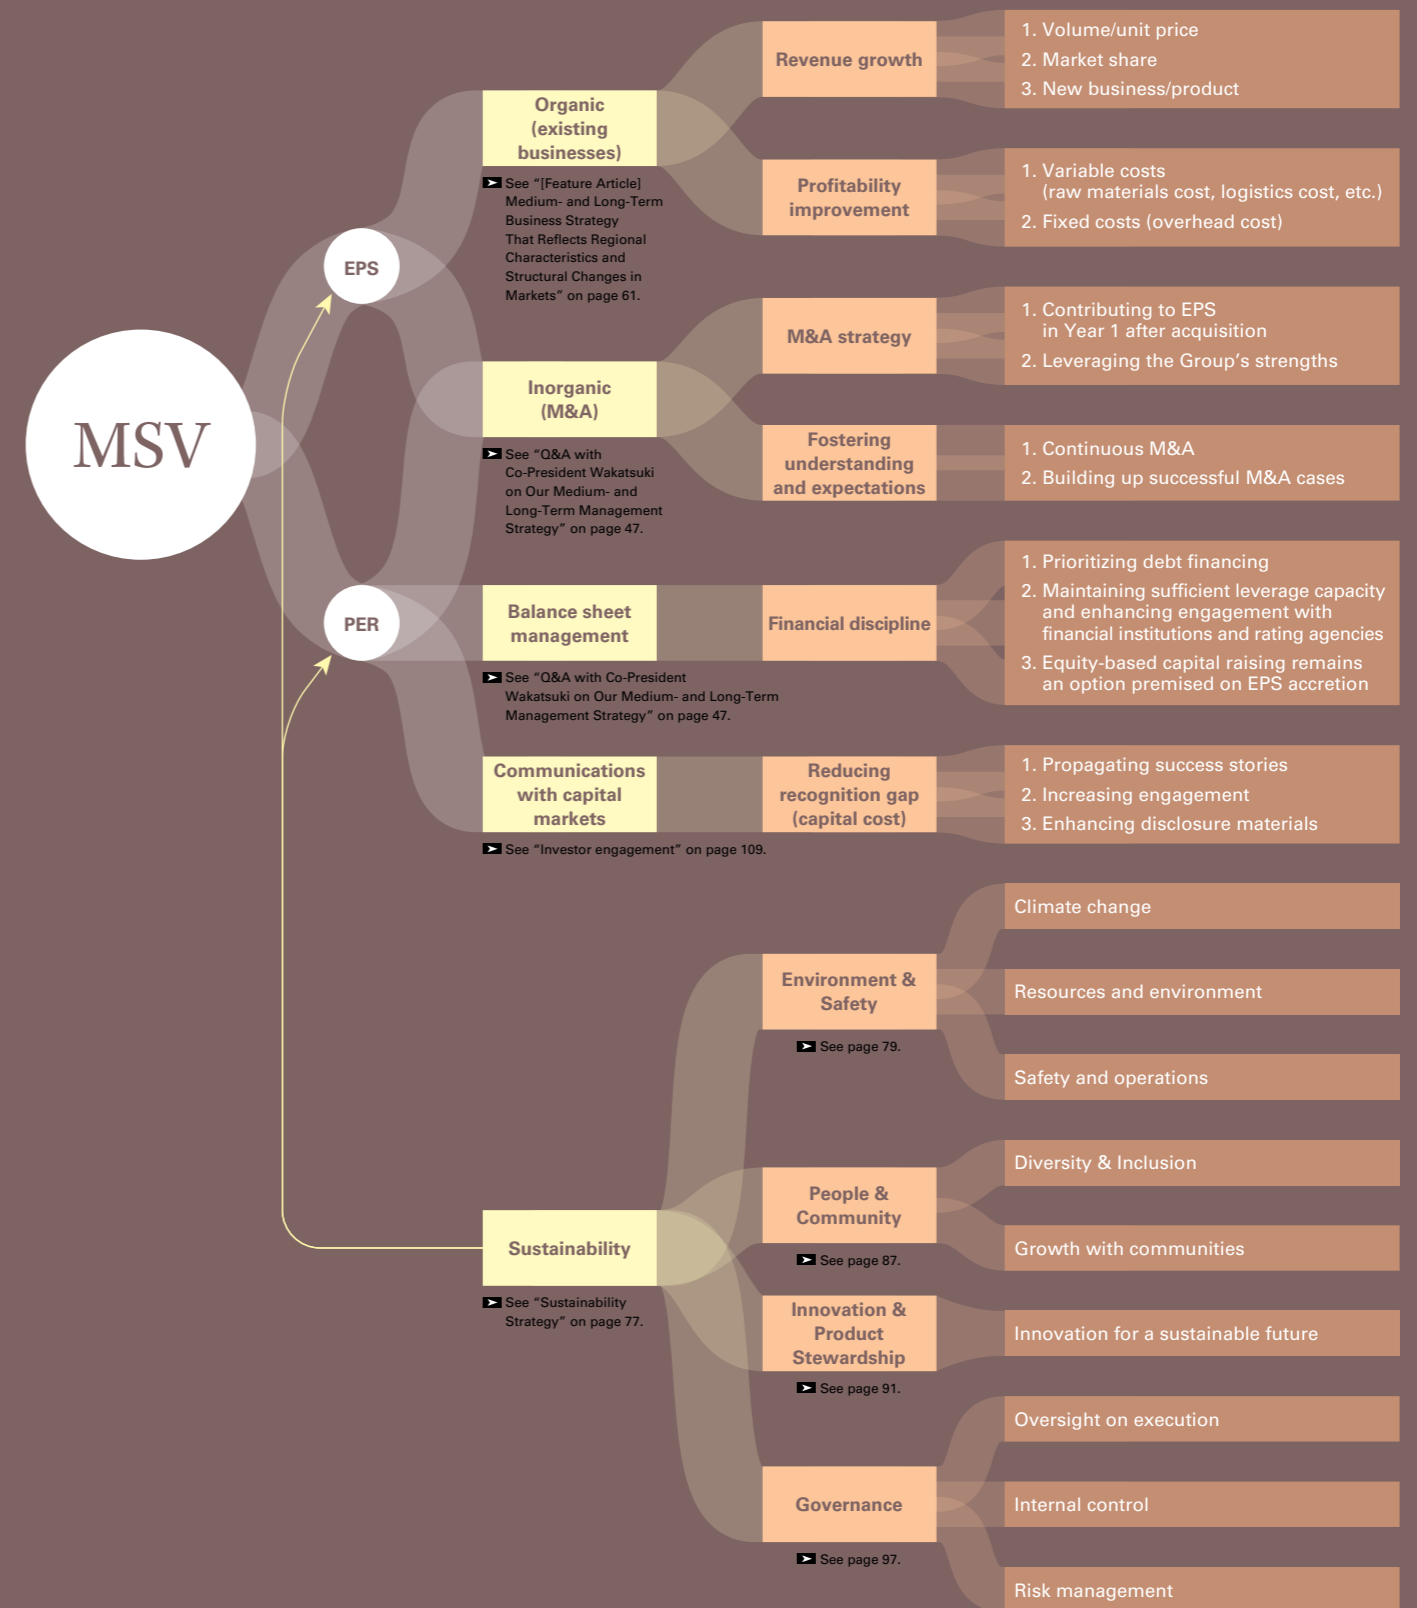 MSV
EPS
PER
Organic
(existing
businesses)
See “[Feature Article]
Medium- and Long-Term
Business Strategy
That Reflects Regional
Characteristics and
Structural Changes in
Markets” on page 61.
Inorganic
(M&A)
See “Q&A with
Co-President Wakatsuki
on Our Medium- and
Long-Term Management
Strategy” on page 47.
Balance sheet
management
See “Q&A with Co-President
Wakatsuki on Our Medium- and Long-Term
Management Strategy” on page 47.
Communications
with capital
markets
See “Investor engagement” on page 109.
Sustainability
See “Sustainability
Strategy” on page 77.
Revenue growth
1. Volume/unit price
2. Market share
3. New business/product
Profitability
improvement
1. Variable costs
(raw materials cost, logistics cost, etc.)
2. Fixed costs (overhead cost)
M&A strategy
1. Contributing to EPS
in Year 1 after acquisition
2. Leveraging the Group’s strengths
Fostering
understanding
and expectations
1. Continuous M&A
2. Building up successful M&A cases
Financial discipline
1. Prioritizing debt financing
2. Maintaining sufficient leverage capacity
and enhancing engagement with
financial institutions and rating agencies
3. Equity-based capital raising remains
an option premised on EPS accretion
Reducing
recognition gap
(capital cost)
1. Propagating success stories
2. Increasing engagement
3. Enhancing disclosure materials
Environment &
Safety
See page 79.
Climate change
Resources and environment
Safety and operations
People &
Community
See page 87.
Diversity & Inclusion
Growth with communities
Innovation &
Product
Stewardship
See page 91.
Innovation for a sustainable future
Governance
See page 97.
Oversight on execution
Internal control
Risk management